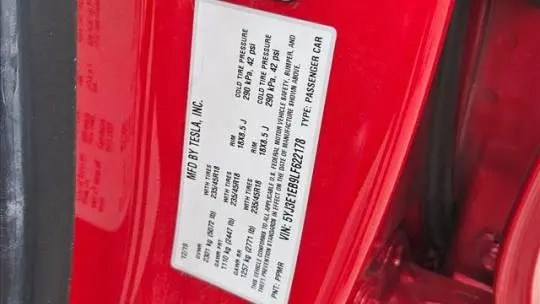 MFD BY TESLA, INC.
12/19
GVWR
2301 kg (5072 lb)
GAWR FRT WITH TIRES RIM COLD TIRE PRESSURE
1110 kg (2447 lb) 235/45R18 18X8.5 J 290 kPa, 42 psi
GAWR RR WITH TIRES RIM COLD TIRE PRESSURE
1257 kg (2771 lb) 235/45R18 18X8.5 J 290 kPa, 42 psi
THIS VEHICLE CONFORMS TO ALL APPLICABLE U.S. FEDERAL MOTOR VEHICLE SAFETY, BUMPER, AND
THEFT PREVENTION STANDARDS IN EFFECT ON THE DATE OF MANUFACTURE SHOWN ABOVE.
VIN: 5YJ3E1EB9LF622178 TYPE: PASSENGER CAR
PNT: PPMR